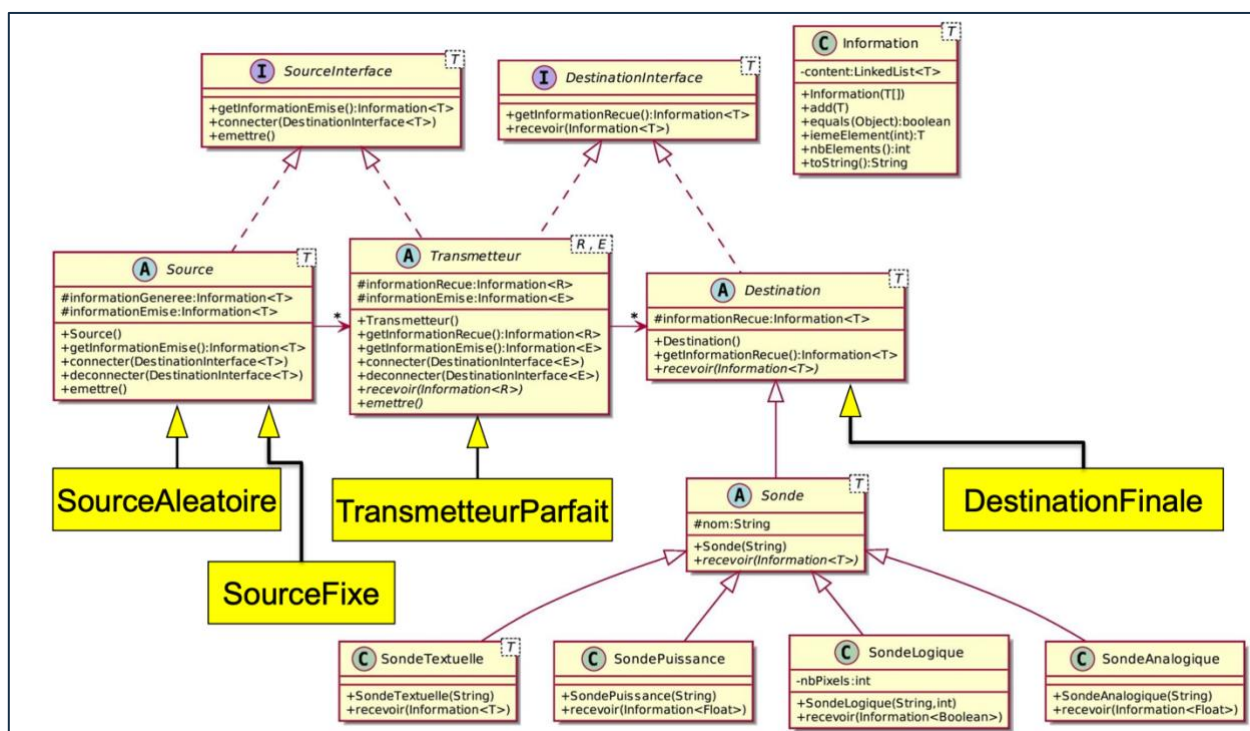 I SourceInterface
T
+getInformationEmise():Information<T>
+connecter(DestinationInterface<T>)
+emettre()
I DestinationInterface
T
+getInformationRecue():Information<T>
+recevoir(Information<T>)
C Information
T
-content:LinkedList<T>
+Information(T[])
+add(T)
+equals(Object):boolean
+iemeElement(int):T
+nbElements():int
+toString():String
A Source
T
#informationGeneree:Information<T>
#informationEmise:Information<T>
+Source()
+getInformationEmise():Information<T>
+connecter(DestinationInterface<T>)
+deconnecter(DestinationInterface<T>)
+emettre()
*
A Transmetteur
R , E
#informationRecue:Information<R>
#informationEmise:Information<E>
+Transmetteur()
+getInformationRecue():Information<R>
+getInformationEmise():Information<E>
+connecter(DestinationInterface<E>)
+deconnecter(DestinationInterface<E>)
+recevoir(Information<R>)
+emettre()
*
A Destination
T
#informationRecue:Information<T>
+Destination()
+getInformationRecue():Information<T>
+recevoir(Information<T>)
SourceAleatoire
SourceFixe
TransmetteurParfait
DestinationFinale
A Sonde
T
#nom:String
+Sonde(String)
+recevoir(Information<T>)
C SondeTextuelle
T
+SondeTextuelle(String)
+recevoir(Information<T>)
C SondePuissance
+SondePuissance(String)
+recevoir(Information<Float>)
C SondeLogique
-nbPixels:int
+SondeLogique(String,int)
+recevoir(Information<Boolean>)
C SondeAnalogique
+SondeAnalogique(String)
+recevoir(Information<Float>)